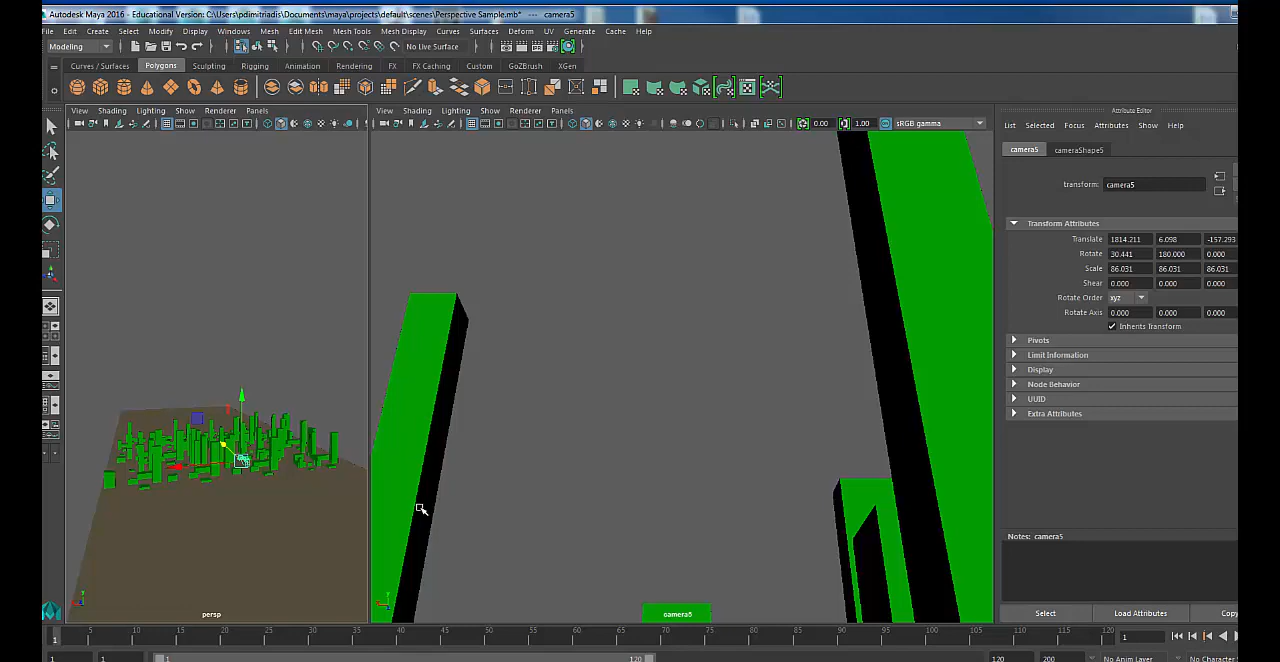 Autodesk Maya 2016 - Educational Version: C:\Users\pdimitriadis\Documents\maya\projects\default\scenes\Perspective Sample.mb* --- camera5
File Edit Create Select Modify Display Windows Mesh Edit Mesh Mesh Tools Mesh Display Curves Surfaces Deform UV Generate Cache Help
Modeling No Live Surface
Curves / Surfaces Polygons Sculpting Rigging Animation Rendering FX FX Caching Custom GoZBrush XGen
View Shading Lighting Show Renderer Panels
View Shading Lighting Show Renderer Panels
0.00 1.00 sRGB gamma
Attribute Editor
List Selected Focus Attributes Show Help
camera5 cameraShape5
transform: camera5
Transform Attributes
Translate 1814.211 6.098 -157.293
Rotate 30.441 180.000 0.000
Scale 86.031 86.031 86.031
Shear 0.000 0.000 0.000
Rotate Order xyz
Rotate Axis 0.000 0.000 0.000
Inherits Transform
Pivots
Limit Information
Display
Node Behavior
UUID
Extra Attributes
Notes: camera5
persp
camera5
Select Load Attributes Copy
1 5 10 15 20 25 30 35 40 45 50 55 60 65 70 75 80 85 90 95 100 105 110 115 120 1
1 1 1 120 120 200 No Anim Layer No Character